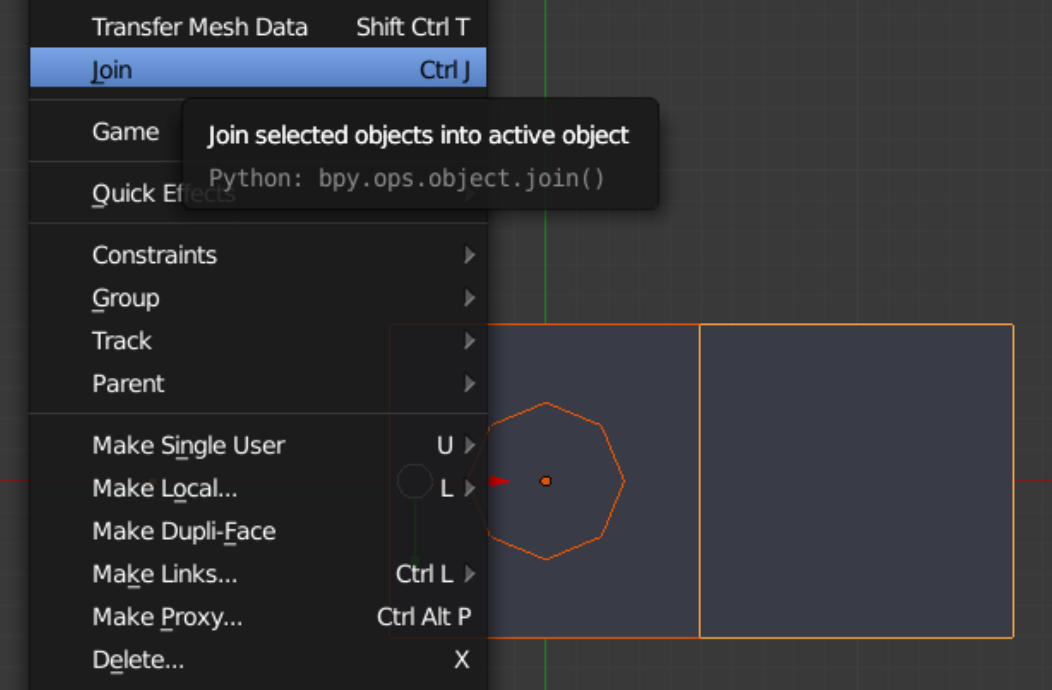 Transfer Mesh Data Shift Ctrl T
Join Ctrl J
Join selected objects into active object
Python: bpy.ops.object.join()
Game
Quick Effects
Constraints
Group
Track
Parent
Make Single User U
Make Local... L
Make Dupli-Face
Make Links... Ctrl L
Make Proxy... Ctrl Alt P
Delete... X